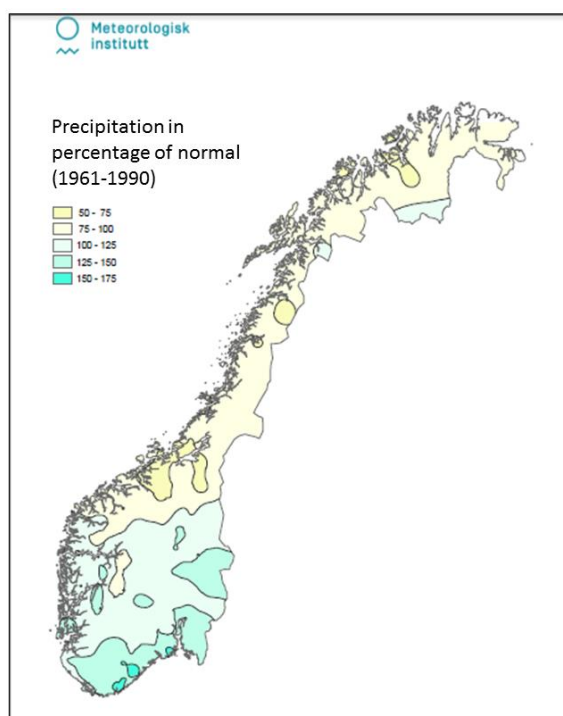 Meteorologisk
institutt
Precipitation in
percentage of normal
(1961-1990)
50 - 75
75 - 100
100 - 125
125 - 150
150 - 175